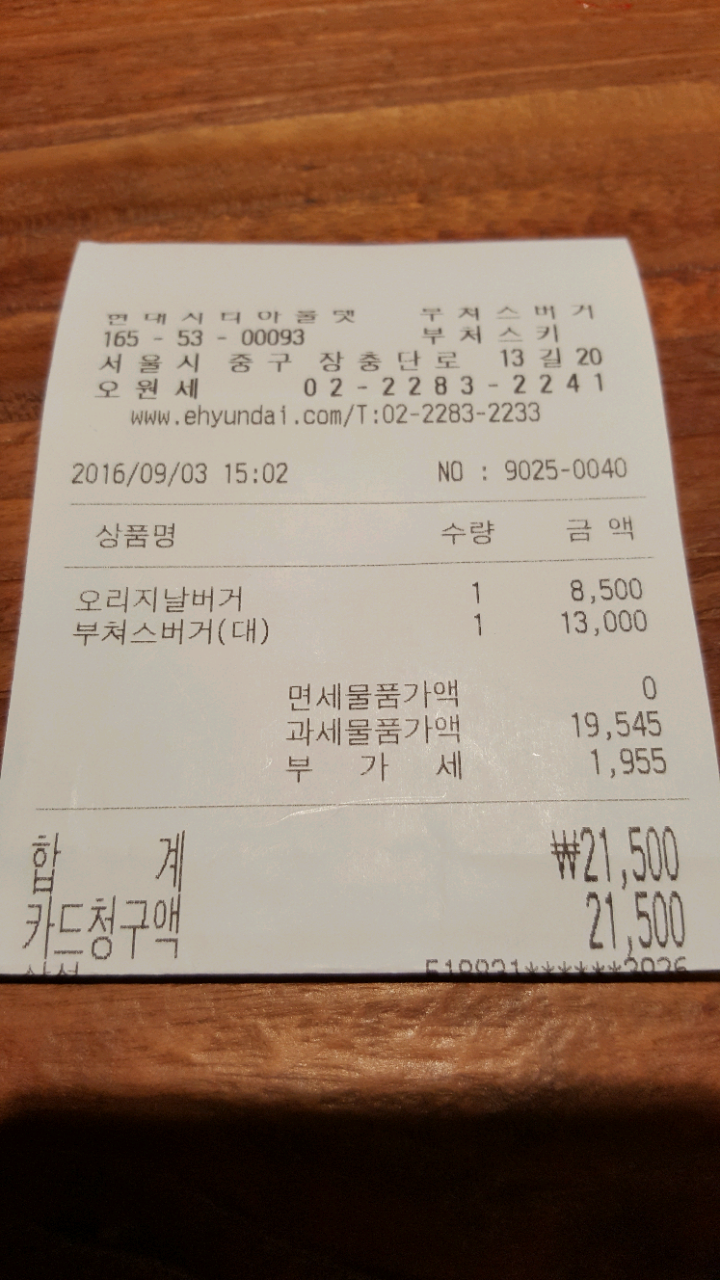 현대시티아울렛 부쳐스버거
165 - 53 - 00093 부처스키
서울시 중구 장충단로 13 길 20
오원세 02-2283-2241
www.ehyundai.com/T:02-2283-2233
2016/09/03 15:02 NO : 9025-0040
상품명 수량 금 액
오리지날버거 1 8,500
부쳐스버거(대) 1 13,000
면세물품가액 0
과세물품가액 19,545
부 가 세 1,955
합 계 ₩21,500
카드청구액 21,500